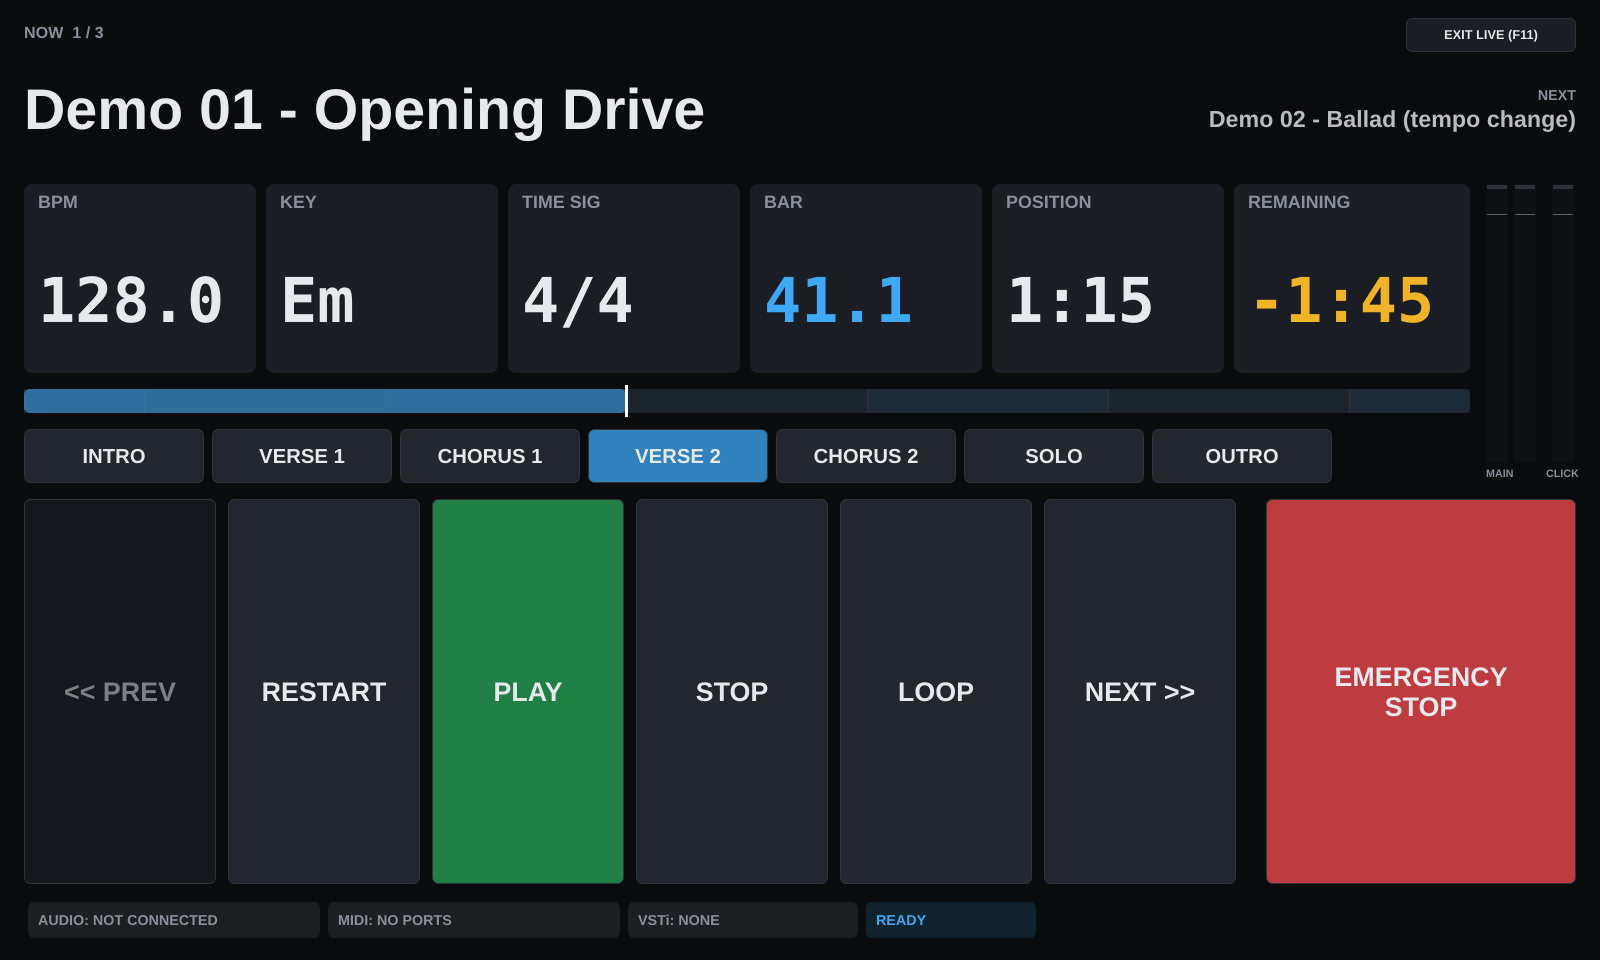 NOW 1 / 3
EXIT LIVE (F11)
Demo 01 - Opening Drive
NEXT
Demo 02 - Ballad (tempo change)
BPM
KEY
TIME SIG
BAR
POSITION
REMAINING
128.0
Em
4/4
41.1
1:15
-1:45
INTRO
VERSE 1
CHORUS 1
VERSE 2
CHORUS 2
SOLO
OUTRO
MAIN
CLICK
<< PREV
RESTART
PLAY
STOP
LOOP
NEXT >>
EMERGENCY
STOP
AUDIO: NOT CONNECTED
MIDI: NO PORTS
VSTi: NONE
READY